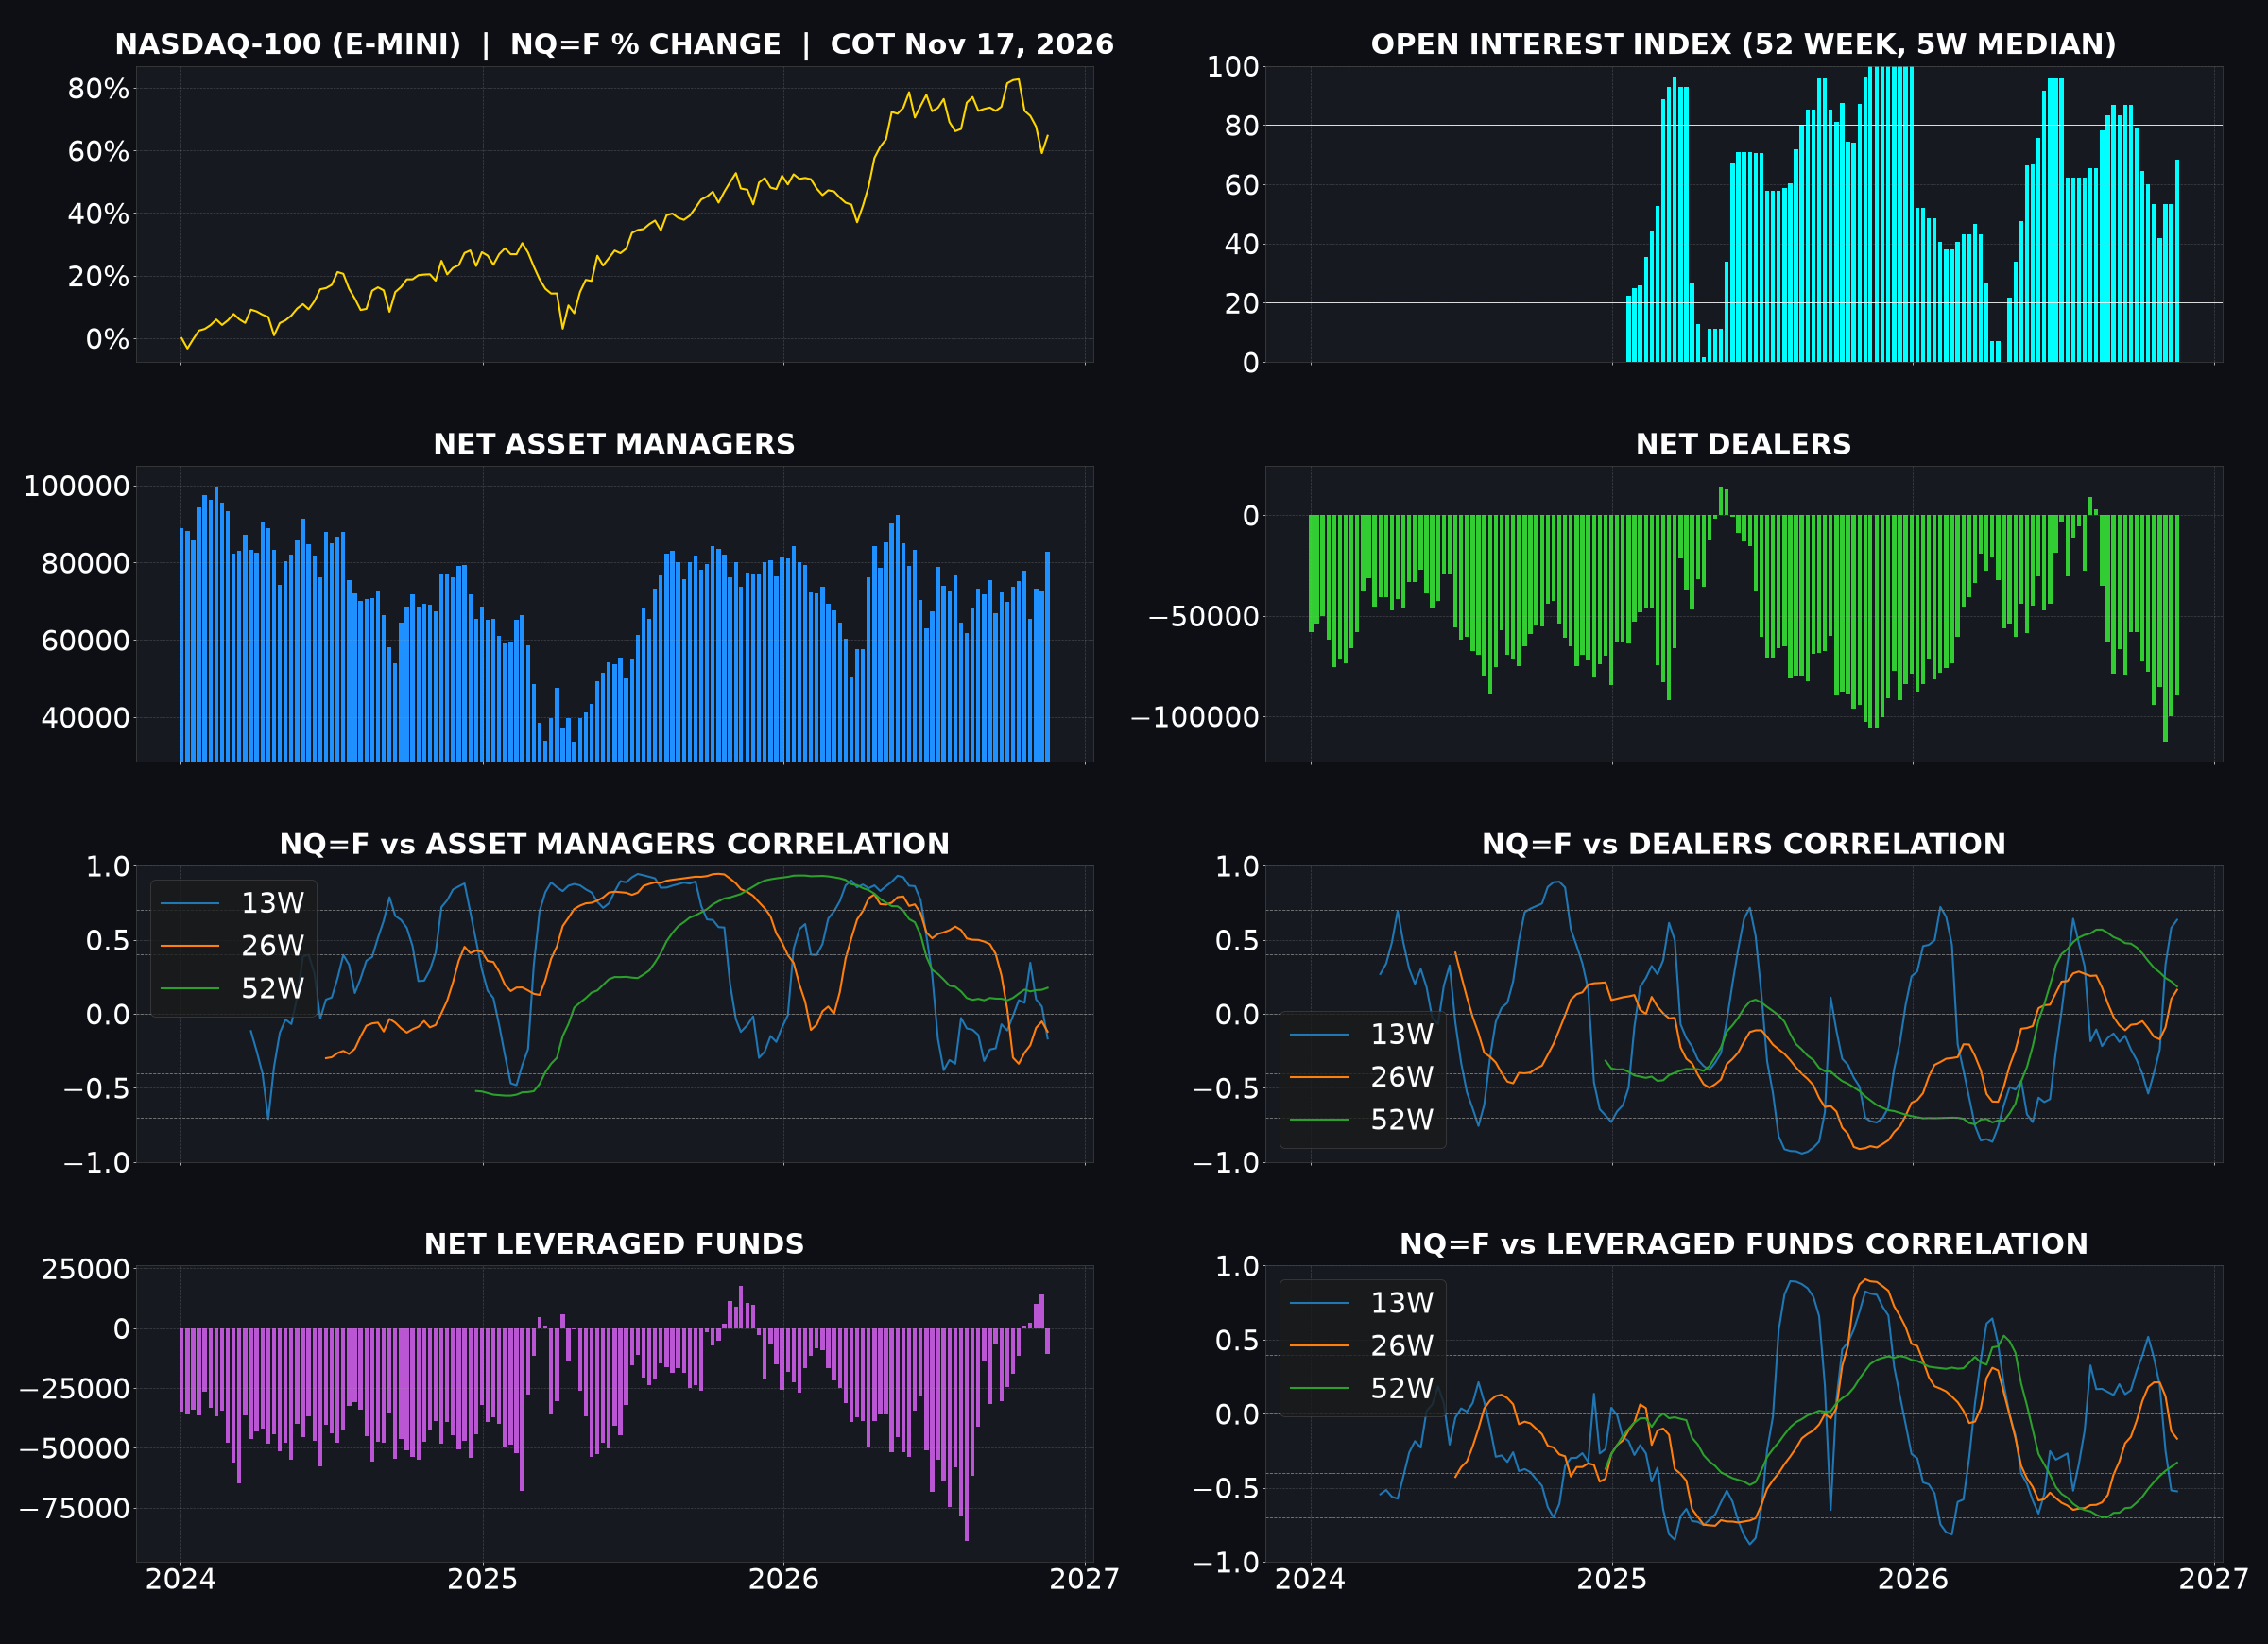 NASDAQ-100 (E-MINI) | NQ=F % CHANGE | COT Nov 17, 2026
80%
60%
40%
20%
0%
OPEN INTEREST INDEX (52 WEEK, 5W MEDIAN)
100
80
60
40
20
0
NET ASSET MANAGERS
100000
80000
60000
40000
NET DEALERS
0
−50000
−100000
NQ=F vs ASSET MANAGERS CORRELATION
1.0
0.5
0.0
−0.5
−1.0
13W
26W
52W
NQ=F vs DEALERS CORRELATION
1.0
0.5
0.0
−0.5
−1.0
13W
26W
52W
NET LEVERAGED FUNDS
25000
0
−25000
−50000
−75000
2024 2025 2026 2027
NQ=F vs LEVERAGED FUNDS CORRELATION
1.0
0.5
0.0
−0.5
−1.0
13W
26W
52W
2024 2025 2026 2027